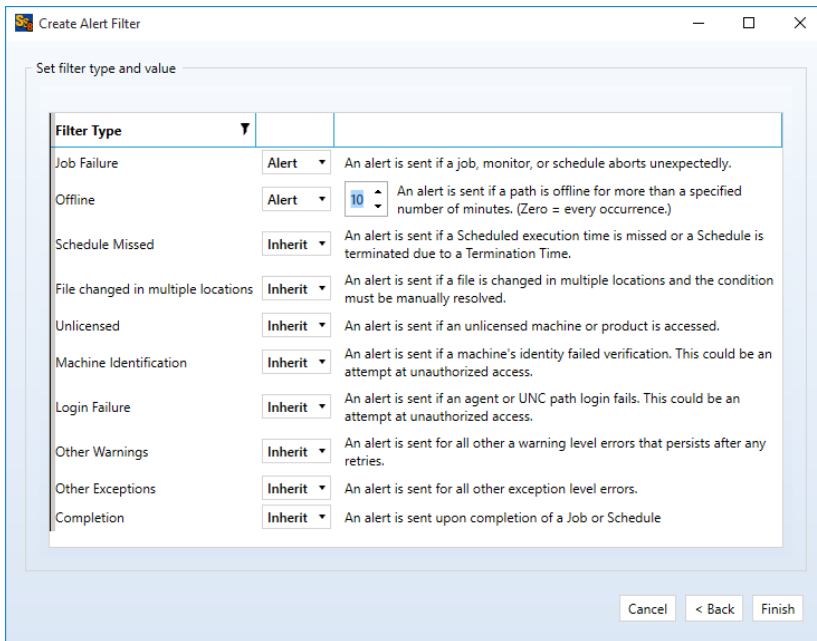 Create Alert Filter
Set filter type and value
Filter Type
Job Failure Alert An alert is sent if a job, monitor, or schedule aborts unexpectedly.
Offline Alert 10 An alert is sent if a path is offline for more than a specified
number of minutes. (Zero = every occurrence.)
Schedule Missed Inherit An alert is sent if a Scheduled execution time is missed or a Schedule is
terminated due to a Termination Time.
File changed in multiple locations Inherit An alert is sent if a file is changed in multiple locations and the condition
must be manually resolved.
Unlicensed Inherit An alert is sent if an unlicensed machine or product is accessed.
Machine Identification Inherit An alert is sent if a machine's identity failed verification. This could be an
attempt at unauthorized access.
Login Failure Inherit An alert is sent if an agent or UNC path login fails. This could be an
attempt at unauthorized access.
Other Warnings Inherit An alert is sent for all other a warning level errors that persists after any
retries.
Other Exceptions Inherit An alert is sent for all other exception level errors.
Completion Inherit An alert is sent upon completion of a Job or Schedule
Cancel < Back Finish